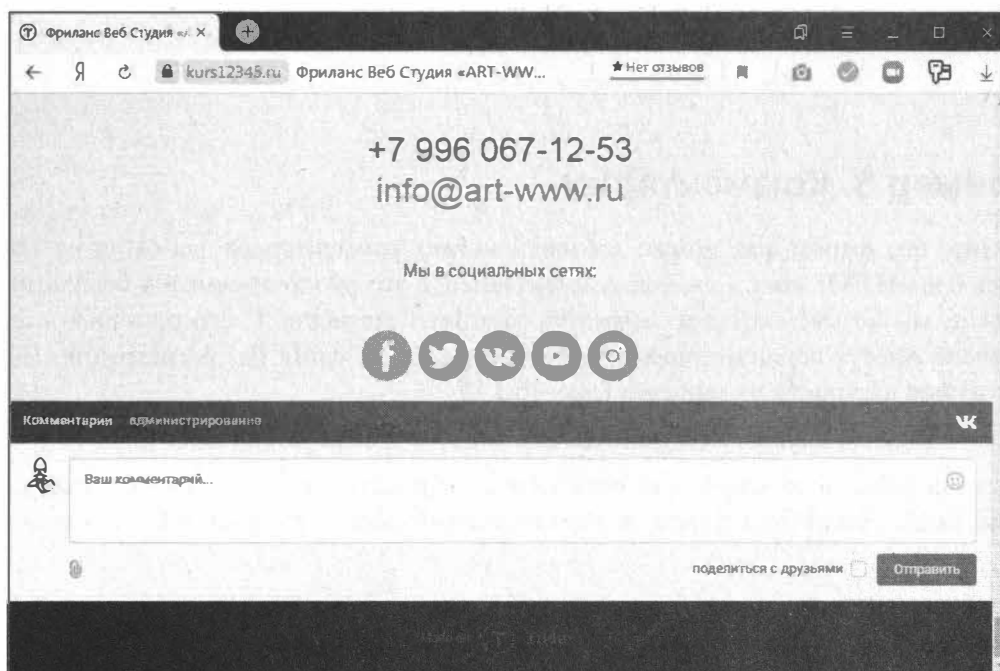 Фриланс Веб Студия «
kurs12345.ru Фриланс Веб Студия «ART-WW... ★ Нет отзывов
+7 996 067-12-53
info@art-www.ru
Мы в социальных сетях:
Комментарии администрирование
Ваш комментарий...
поделиться с друзьями Отправить